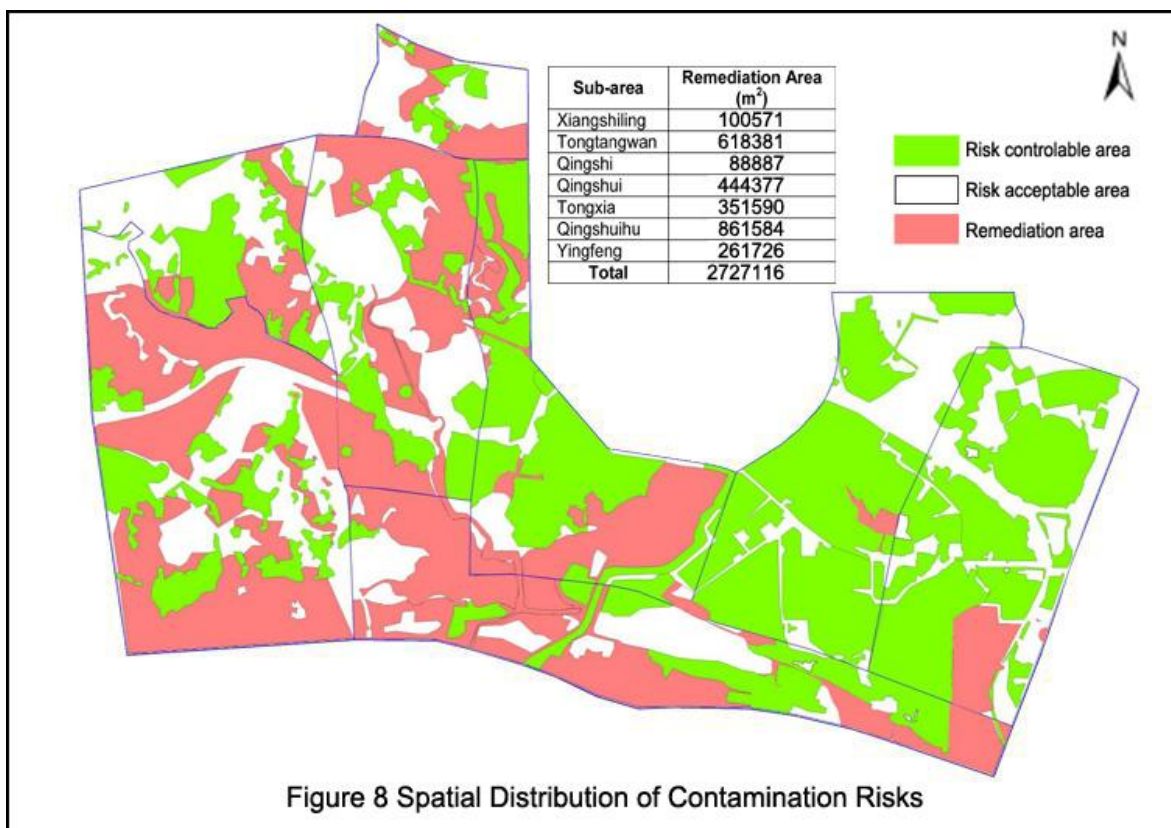 N
Sub-area Remediation Area (m²)
Xiangshiling 100571
Tongtangwan 618381
Qingshi 88887
Qingshui 444377
Tongxia 351590
Qingshuihu 861584
Yingfeng 261726
Total 2727116
Risk controlable area
Risk acceptable area
Remediation area
Figure 8 Spatial Distribution of Contamination Risks